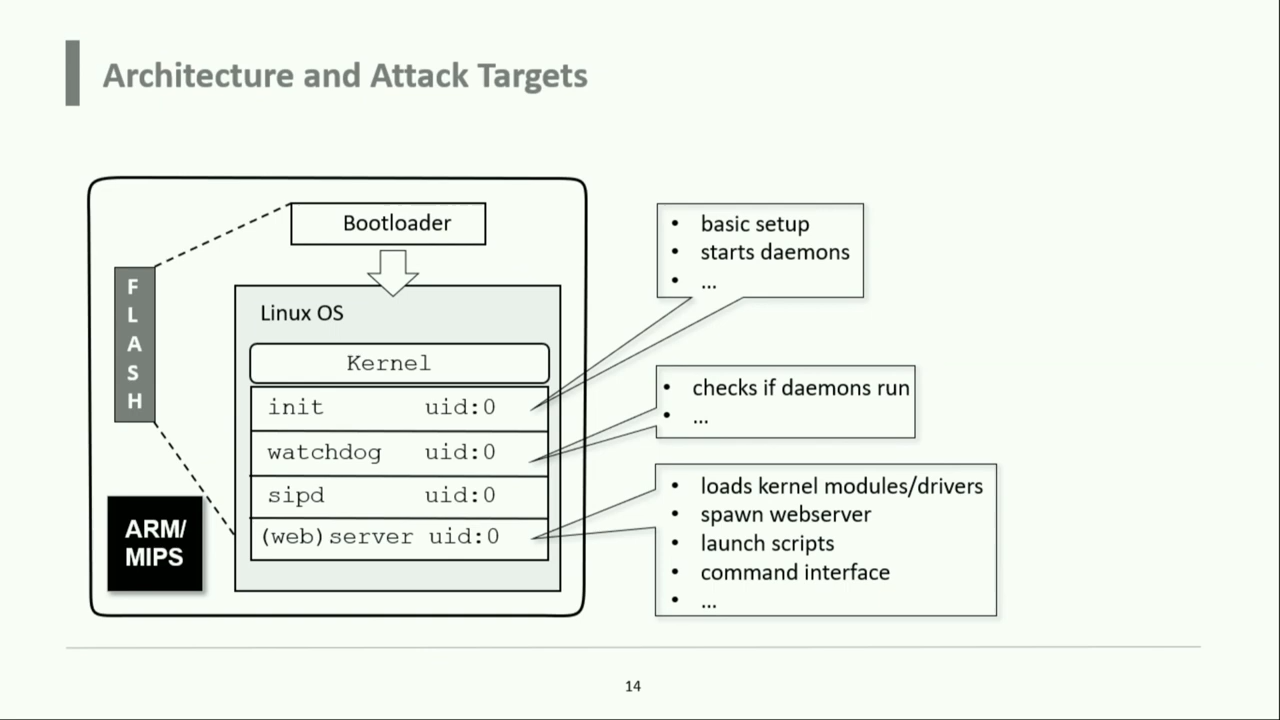 Architecture and Attack Targets
Bootloader
F
L
A
S
H
Linux OS
Kernel
init uid:0
watchdog uid:0
sipd uid:0
(web)server uid:0
ARM/
MIPS
• basic setup
• starts daemons
• ...
• checks if daemons run
• ...
• loads kernel modules/drivers
• spawn webserver
• launch scripts
• command interface
• ...
14